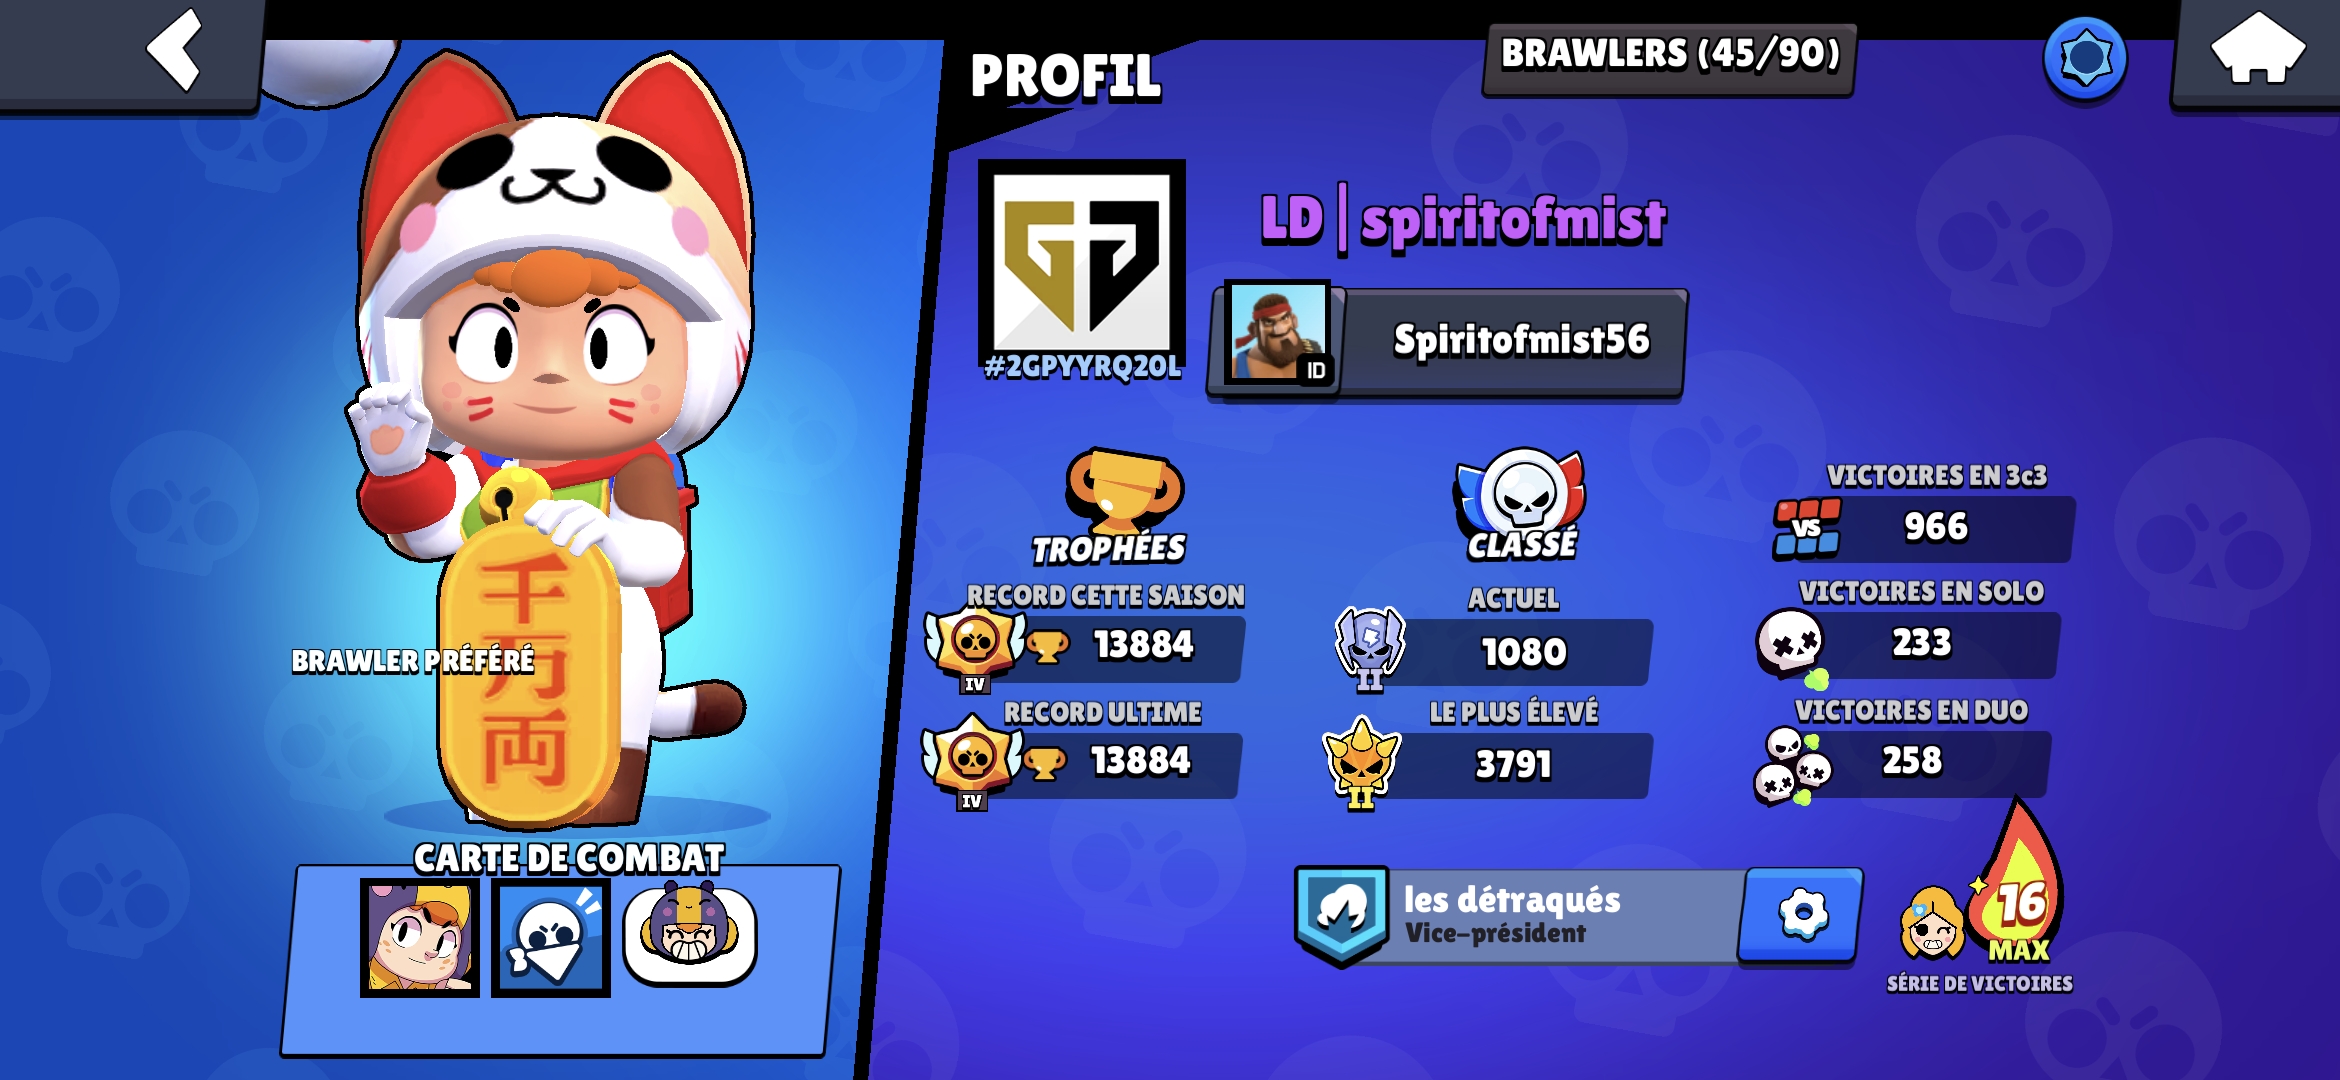 PROFIL
BRAWLERS (45/90)
LD | spiritofmist
#2GPYYRQ20L
Spiritofmist56
ID
千
万
両
BRAWLER PRÉFÉRÉ
CARTE DE COMBAT
TROPHÉES
RECORD CETTE SAISON
IV
13884
RECORD ULTIME
IV
13884
CLASSÉ
ACTUEL
II
1080
LE PLUS ÉLEVÉ
II
3791
VICTOIRES EN 3c3
VS
966
VICTOIRES EN SOLO
233
VICTOIRES EN DUO
258
les détraqués
Vice-président
16
MAX
SÉRIE DE VICTOIRES